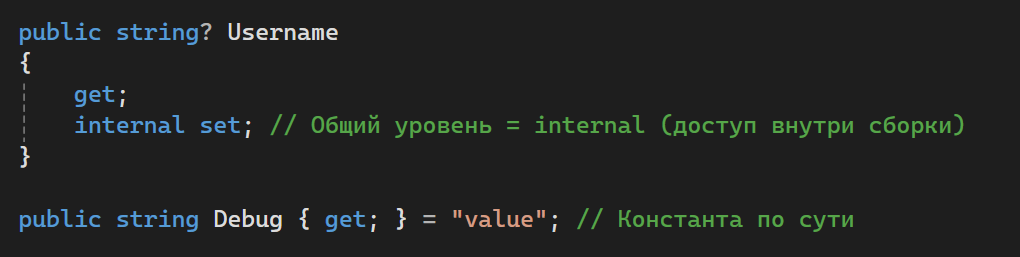 public string? Username
{
get;
internal set; // Общий уровень = internal (доступ внутри сборки)
}
public string Debug { get; } = "value"; // Константа по сути